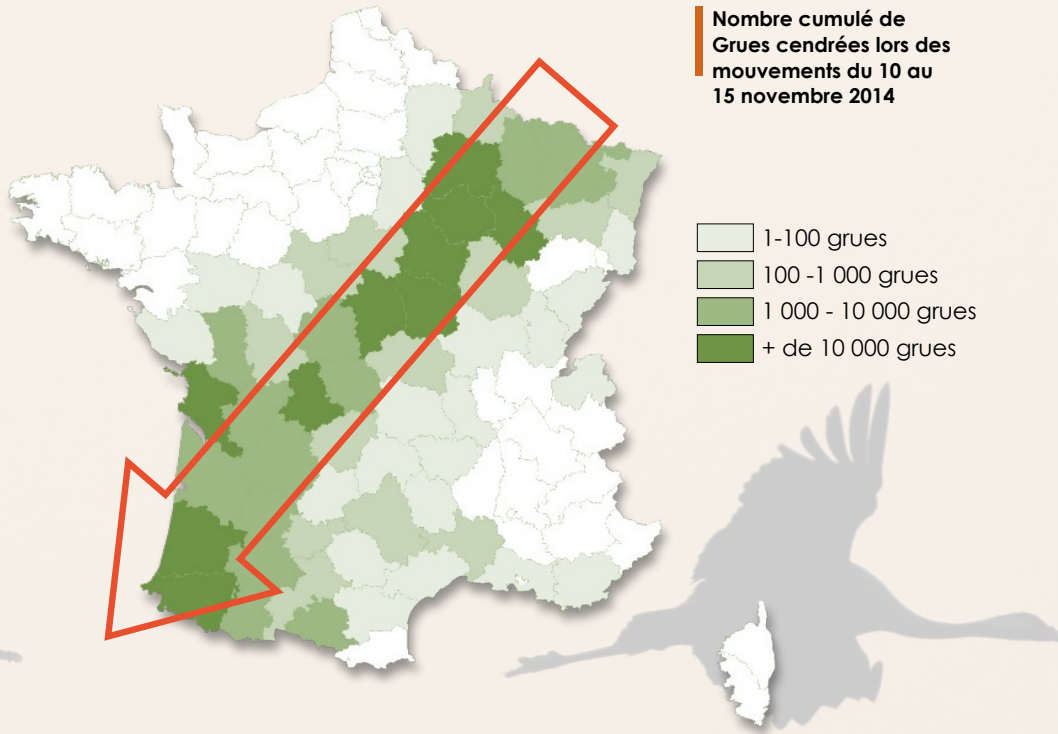 Nombre cumulé de
Grues cendrées lors des
mouvements du 10 au
15 novembre 2014
1-100 grues
100 -1 000 grues
1 000 - 10 000 grues
+ de 10 000 grues